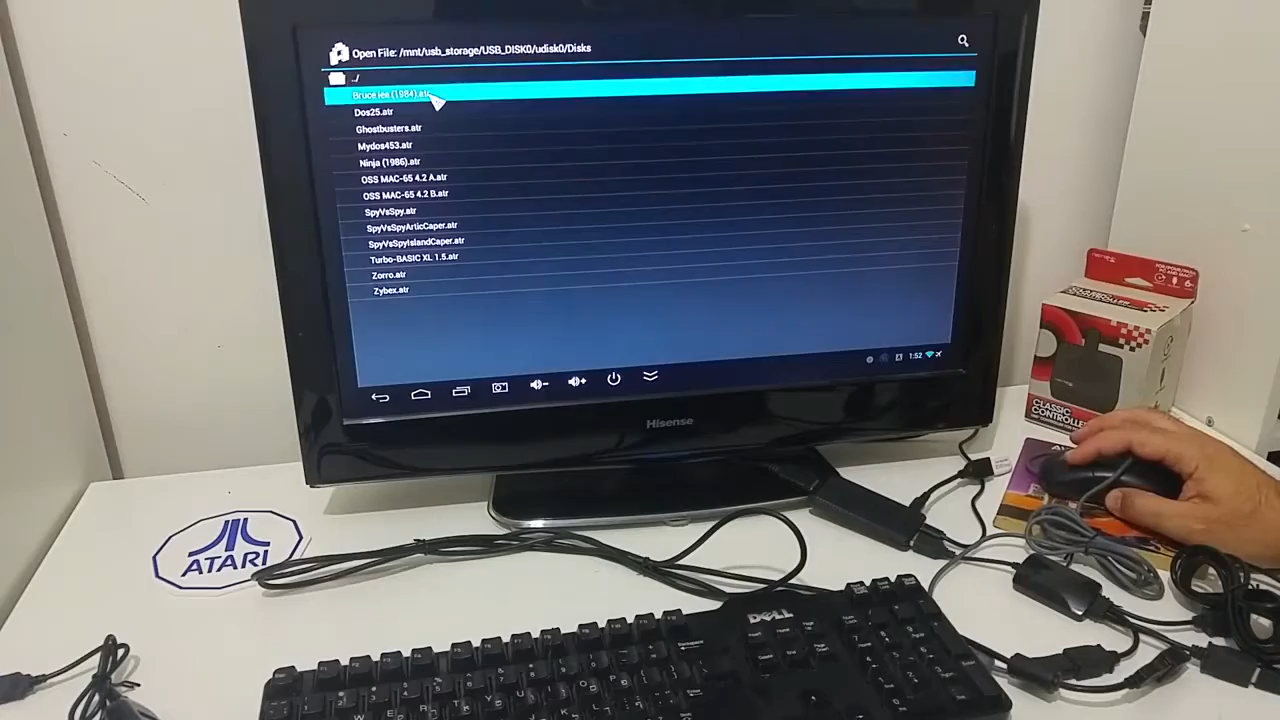 Open File: /mnt/usb_storage/USB_DISK0/udisk0/Disks
../
Bruce lee (1984).atr
Dos25.atr
Ghostbusters.atr
Mydos453.atr
Ninja (1986).atr
OSS MAC-65 4.2 A.atr
OSS MAC-65 4.2 B.atr
SpyVsSpy.atr
SpyVsSpyArticCaper.atr
SpyVsSpyIslandCaper.atr
Turbo-BASIC XL 1.5.atr
Zorro.atr
Zybex.atr
1:52
Hisense
CLASSIC
CONTROLLER
ATARI
DELL